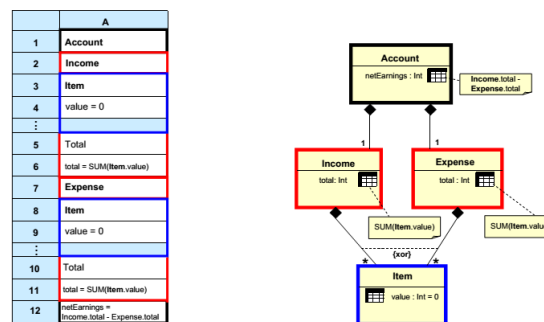 A
1 Account
2 Income
3 Item
4 value = 0
5 Total
6 total = SUM(Item.value)
7 Expense
8 Item
9 value = 0
10 Total
11 total = SUM(Item.value)
12 netEarnings =
Income.total - Expense.total
Account
netEarnings : Int
Income.total -
Expense.total
1
1
Income
total: Int
Expense
total : Int
SUM(Item.value)
SUM(Item.valu
{xor}
*
*
Item
value : Int = 0